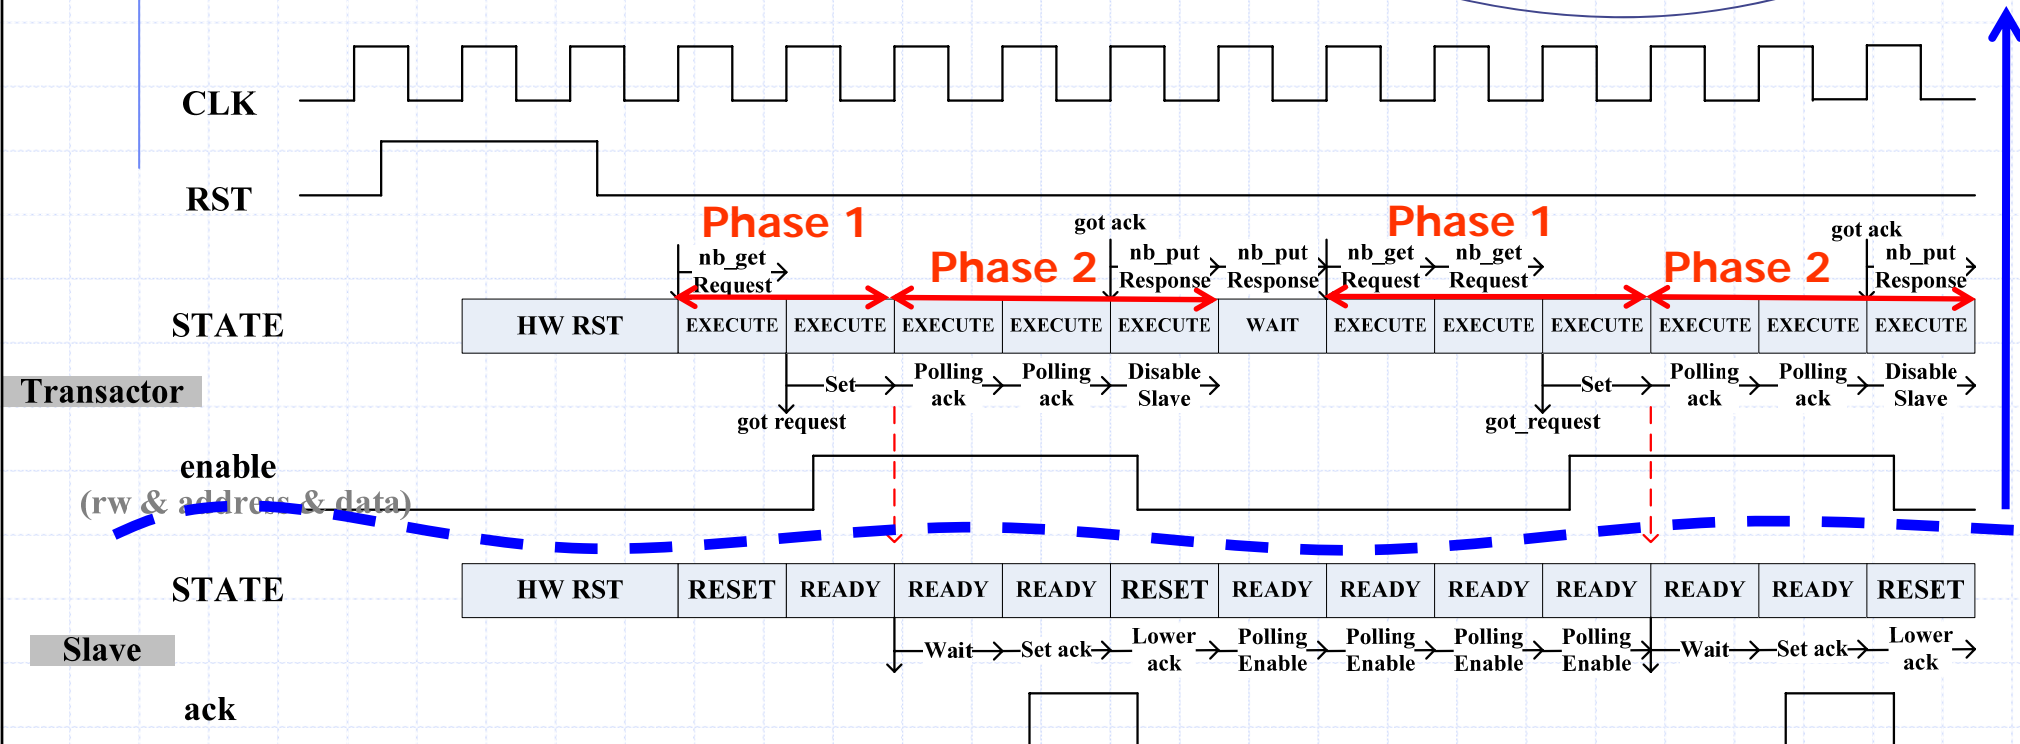 CLK
RST
Phase 1
Phase 1
got ack
got ack
nb_get
Request
Phase 2
nb_put
Response
nb_put
Response
nb_get
Request
nb_get
Request
Phase 2
nb_put
Response
STATE
HW RST
EXECUTE
EXECUTE
EXECUTE
EXECUTE
EXECUTE
WAIT
EXECUTE
EXECUTE
EXECUTE
EXECUTE
EXECUTE
EXECUTE
Transactor
Set
Polling
ack
Polling
ack
Disable
Slave
Set
Polling
ack
Polling
ack
Disable
Slave
got request
got_request
enable
(rw & address & data)
STATE
HW RST
RESET
READY
READY
READY
RESET
READY
READY
READY
READY
READY
READY
RESET
Slave
Wait
Set ack
Lower
ack
Polling
Enable
Polling
Enable
Polling
Enable
Polling
Enable
Wait
Set ack
Lower
ack
ack